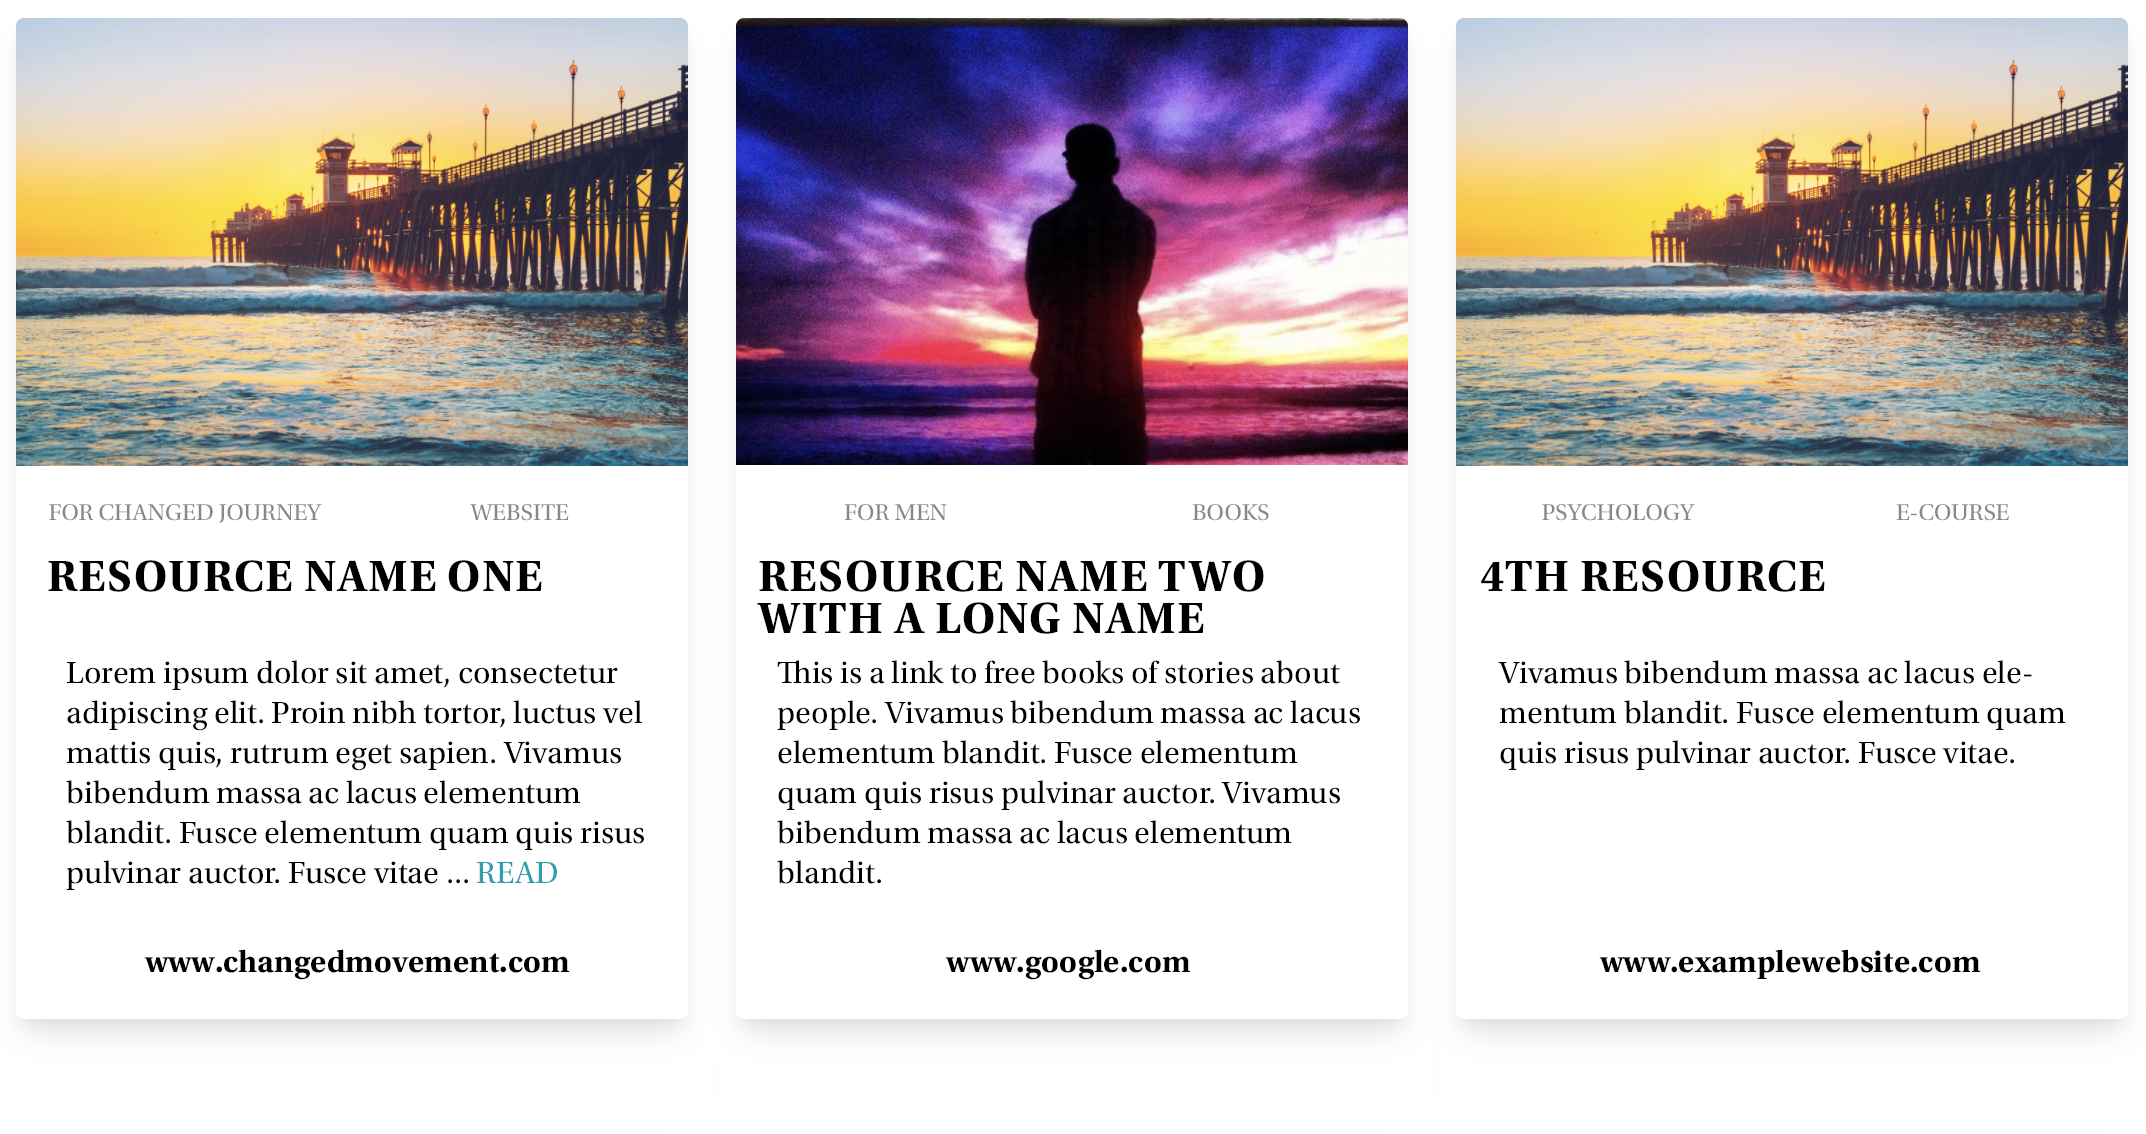 FOR CHANGED JOURNEY WEBSITE
RESOURCE NAME ONE
Lorem ipsum dolor sit amet, consectetur
adipiscing elit. Proin nibh tortor, luctus vel
mattis quis, rutrum eget sapien. Vivamus
bibendum massa ac lacus elementum
blandit. Fusce elementum quam quis risus
pulvinar auctor. Fusce vitae ... READ
www.changedmovement.com
FOR MEN BOOKS
RESOURCE NAME TWO
WITH A LONG NAME
This is a link to free books of stories about
people. Vivamus bibendum massa ac lacus
elementum blandit. Fusce elementum
quam quis risus pulvinar auctor. Vivamus
bibendum massa ac lacus elementum
blandit.
www.google.com
PSYCHOLOGY E-COURSE
4TH RESOURCE
Vivamus bibendum massa ac lacus ele-
mentum blandit. Fusce elementum quam
quis risus pulvinar auctor. Fusce vitae.
www.examplewebsite.com